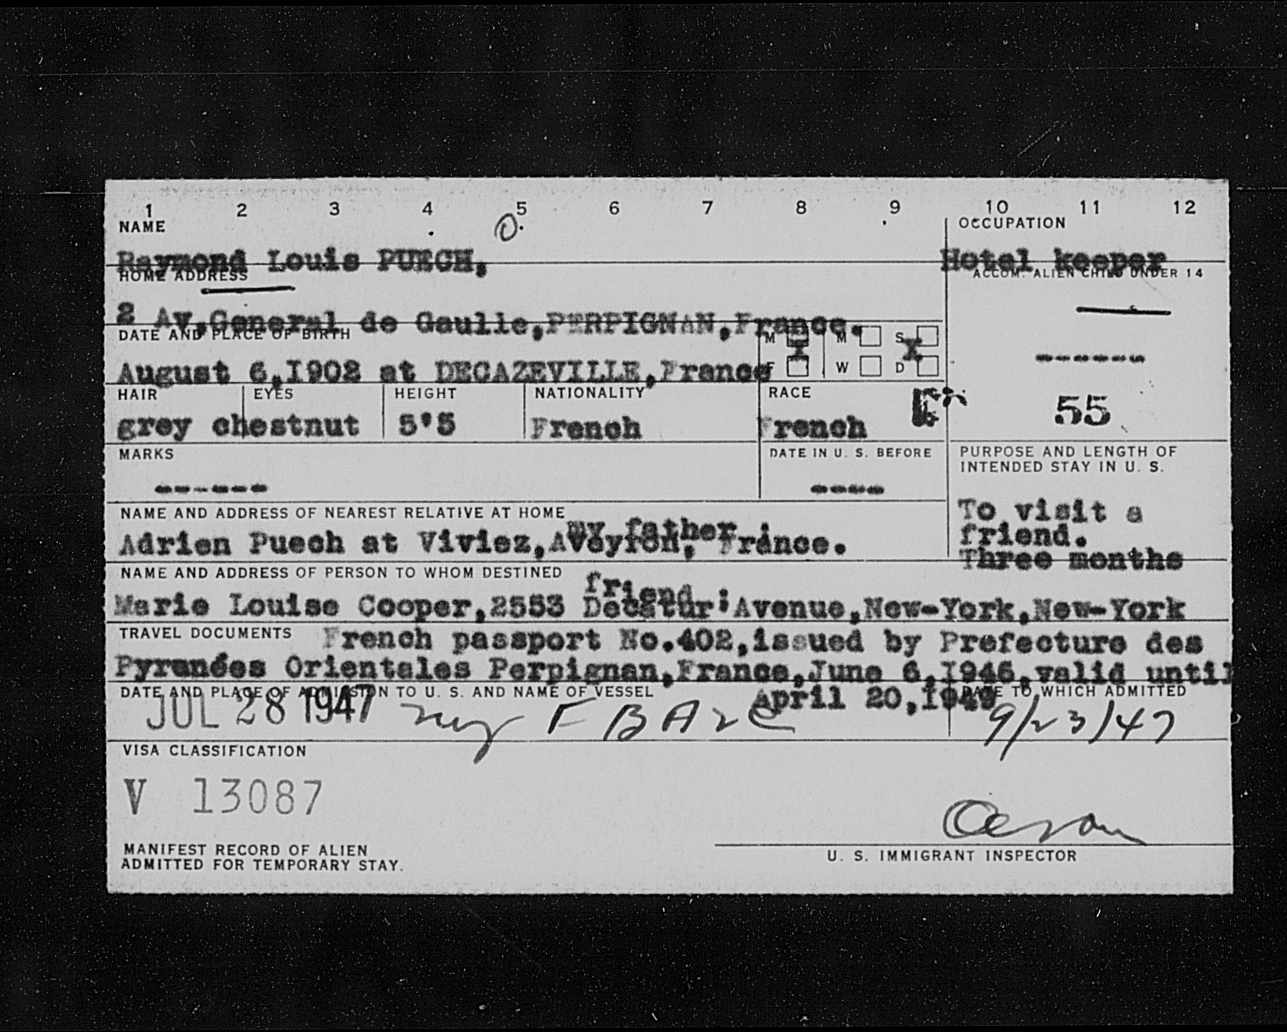 1 2 3 4 5 6 7 8 9 10 11 12
NAME
OCCUPATION
Raymond Louis PUECH,
Hotel keeper
HOME ADDRESS
ACCOM. ALIEN CHILD UNDER 14
2 Av,General de Gaulle,PERPIGNAN,France.
DATE AND PLACE OF BIRTH
M M S
X X
August 6,1902 at DECAZEVILLE,France
F W D
------
HAIR EYES HEIGHT NATIONALITY RACE
grey chestnut 5'5 French French
55
MARKS
DATE IN U. S. BEFORE
PURPOSE AND LENGTH OF
INTENDED STAY IN U. S.
------ ----
NAME AND ADDRESS OF NEAREST RELATIVE AT HOME
To visit a
my father :
friend.
Adrien Puech at Viviez,Aveyron, France.
Three months
NAME AND ADDRESS OF PERSON TO WHOM DESTINED
friend :
Marie Louise Cooper,2553 Decatur Avenue,New-York,New-York
TRAVEL DOCUMENTS French passport No.402,issued by Prefecture des
Pyranées Orientales Perpignan,France,June 6,1946,valid until
DATE AND PLACE OF ADMISSION TO U. S. AND NAME OF VESSEL
April 20,1949
DATE TO WHICH ADMITTED
JUL 28 1947
9/23/47
VISA CLASSIFICATION
V 13087
MANIFEST RECORD OF ALIEN
ADMITTED FOR TEMPORARY STAY.
U. S. IMMIGRANT INSPECTOR